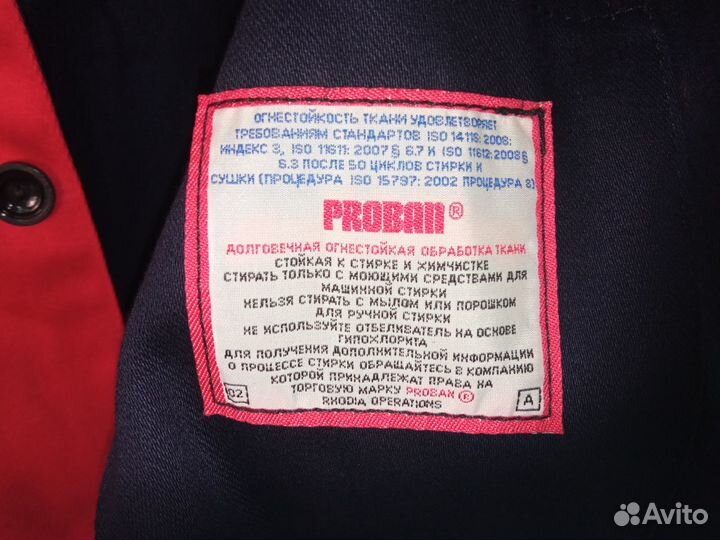 ОГНЕСТОЙКОСТЬ ТКАНИ УДОВЛЕТВОРЯЕТ
ТРЕБОВАНИЯМ СТАНДАРТОВ ISO 14116:2008:
ИНДЕКС 3, ISO 11611:2007 § 6.7 И ISO 11612:2008 §
6.3 ПОСЛЕ 50 ЦИКЛОВ СТИРКИ И
СУШКИ (ПРОЦЕДУРА ISO 15797:2002 ПРОЦЕДУРА 8)
PROBAN®
ДОЛГОВЕЧНАЯ ОГНЕСТОЙКАЯ ОБРАБОТКА ТКАНИ
СТОЙКАЯ К СТИРКЕ И ХИМЧИСТКЕ
СТИРАТЬ ТОЛЬКО С МОЮЩИМИ СРЕДСТВАМИ ДЛЯ
МАШИННОЙ СТИРКИ
НЕЛЬЗЯ СТИРАТЬ С МЫЛОМ ИЛИ ПОРОШКОМ
ДЛЯ РУЧНОЙ СТИРКИ
НЕ ИСПОЛЬЗУЙТЕ ОТБЕЛИВАТЕЛЬ НА ОСНОВЕ
ГИПОХЛОРИТА
ДЛЯ ПОЛУЧЕНИЯ ДОПОЛНИТЕЛЬНОЙ ИНФОРМАЦИИ
О ПРОЦЕССЕ СТИРКИ ОБРАЩАЙТЕСЬ В КОМПАНИЮ
КОТОРОЙ ПРИНАДЛЕЖАТ ПРАВА НА
ТОРГОВУЮ МАРКУ PROBAN®
RHODIA OPERATIONS
02
A
Avito